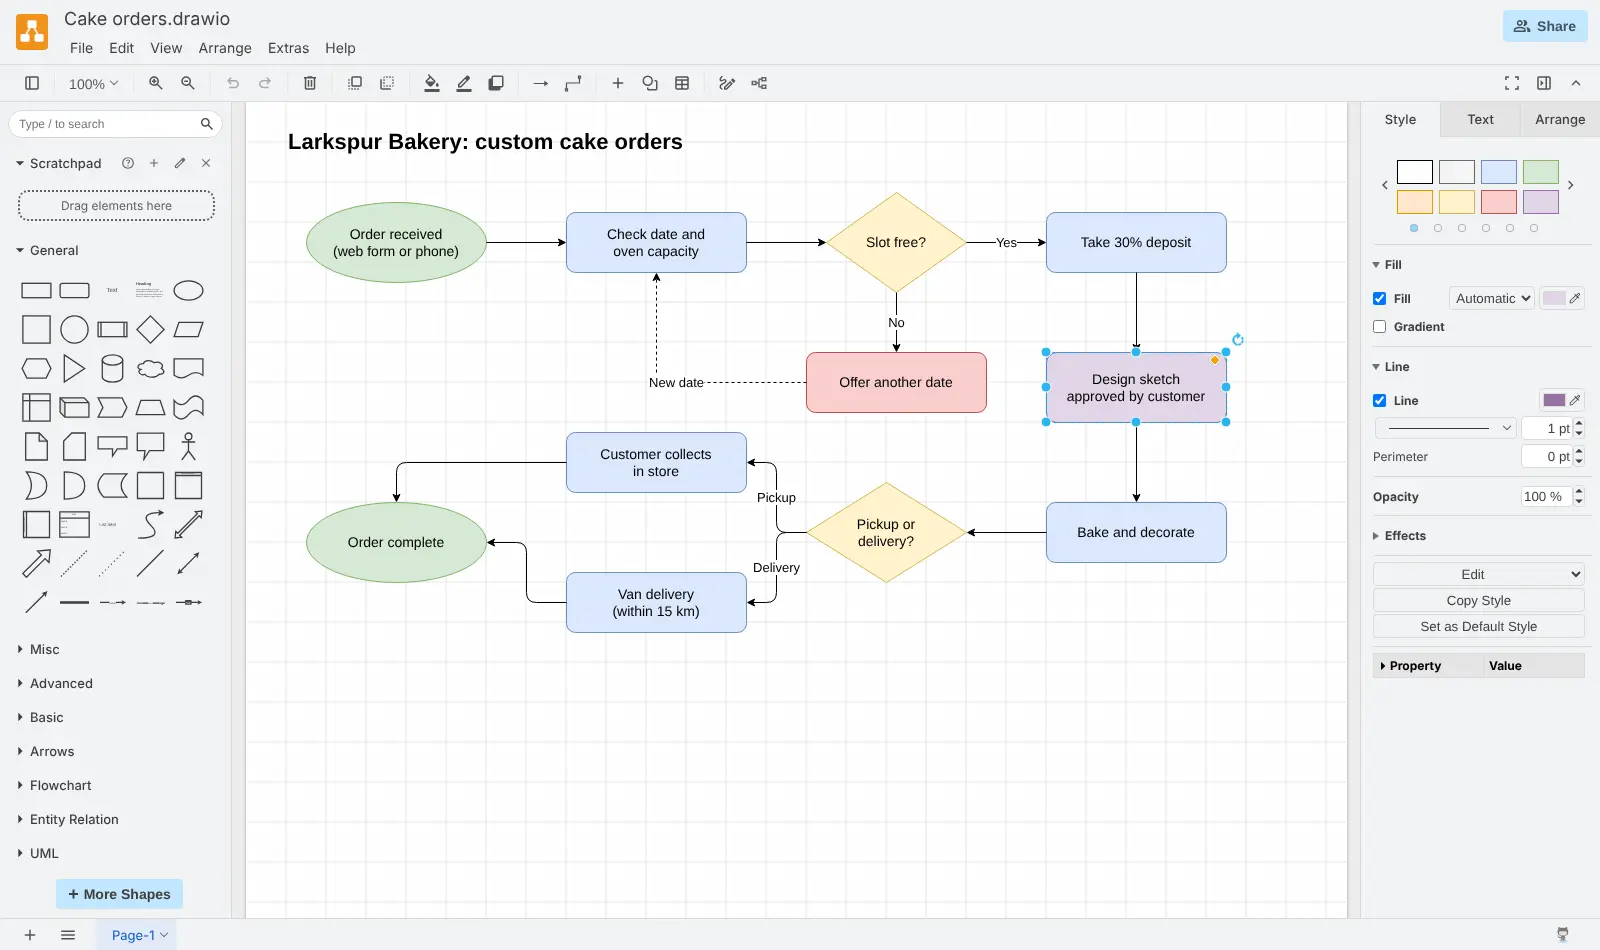 Cake orders.drawio
File Edit View Arrange Extras Help
Share
100%
Type / to search
Scratchpad
Drag elements here
General
Text
Heading
List Item
Misc
Advanced
Basic
Arrows
Flowchart
Entity Relation
UML
+ More Shapes
Larkspur Bakery: custom cake orders
Order received
(web form or phone)
Check date and
oven capacity
Slot free?
Yes
Take 30% deposit
No
New date
Offer another date
Design sketch
approved by customer
Customer collects
in store
Pickup
Pickup or
delivery?
Bake and decorate
Order complete
Delivery
Van delivery
(within 15 km)
Style Text Arrange
Fill
Fill Automatic
Gradient
Line
Line
1 pt
Perimeter 0 pt
Opacity 100 %
Effects
Edit
Copy Style
Set as Default Style
Property Value
Page-1